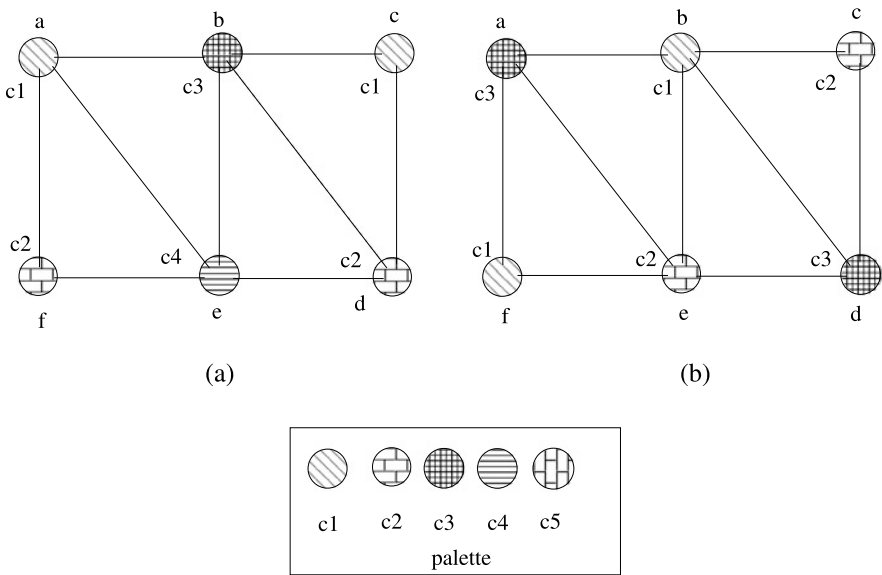 a b c a b c
c1 c3 c1 c3 c1 c2
c2 c4 c2 c1 c2 c3
f e d f e d
(a) (b)
c1 c2 c3 c4 c5
palette